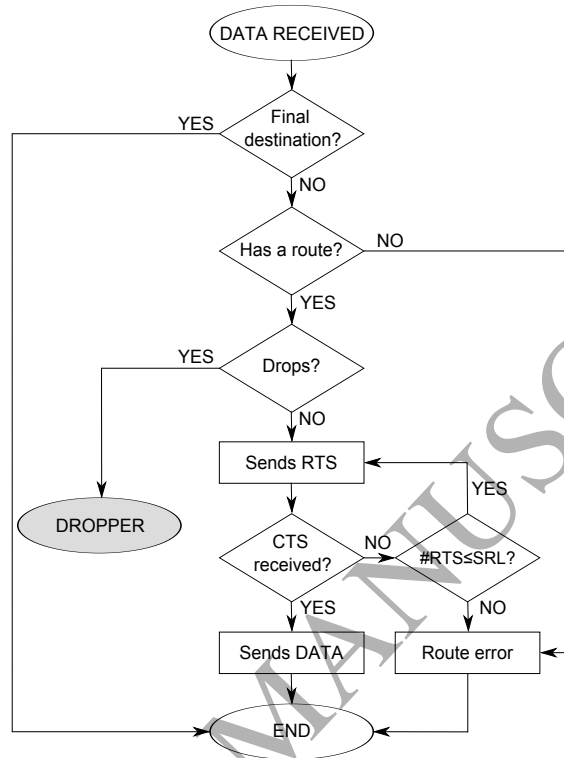 DATA RECEIVED
Final
destination?
YES
NO
Has a route?
NO
YES
Drops?
YES
NO
Sends RTS
YES
DROPPER
CTS
received?
NO
#RTS≤SRL?
YES
NO
Sends DATA
Route error
END
MANUSC